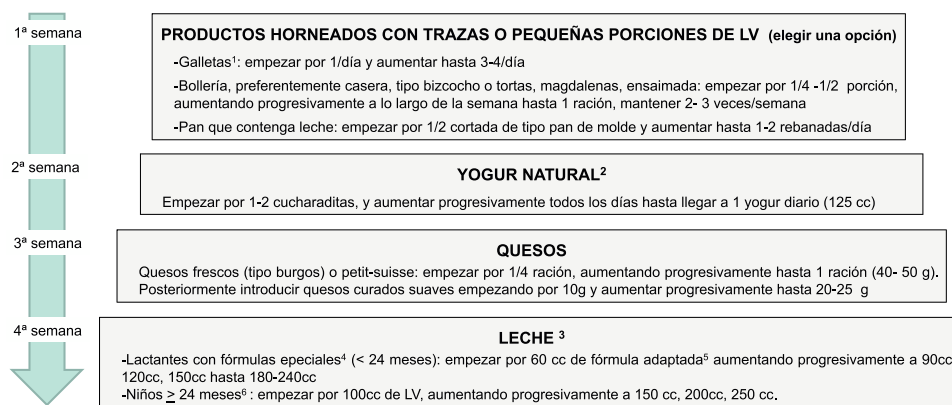 1ª semana
PRODUCTOS HORNEADOS CON TRAZAS O PEQUEÑAS PORCIONES DE LV (elegir una opción)
-Galletas¹: empezar por 1/día y aumentar hasta 3-4/día
-Bollería, preferentemente casera, tipo bizcocho o tortas, magdalenas, ensaimada: empezar por 1/4 -1/2 porción,
aumentando progresivamente a lo largo de la semana hasta 1 ración, mantener 2- 3 veces/semana
-Pan que contenga leche: empezar por 1/2 cortada de tipo pan de molde y aumentar hasta 1-2 rebanadas/día
2ª semana
YOGUR NATURAL²
Empezar por 1-2 cucharaditas, y aumentar progresivamente todos los días hasta llegar a 1 yogur diario (125 cc)
3ª semana
QUESOS
Quesos frescos (tipo burgos) o petit-suisse: empezar por 1/4 ración, aumentando progresivamente hasta 1 ración (40- 50 g).
Posteriormente introducir quesos curados suaves empezando por 10g y aumentar progresivamente hasta 20-25 g
4ª semana
LECHE ³
-Lactantes con fórmulas epeciales⁴ (< 24 meses): empezar por 60 cc de fórmula adaptada⁵ aumentando progresivamente a 90cc
120cc, 150cc hasta 180-240cc
-Niños ≥ 24 meses⁶ : empezar por 100cc de LV, aumentando progresivamente a 150 cc, 200cc, 250 cc.